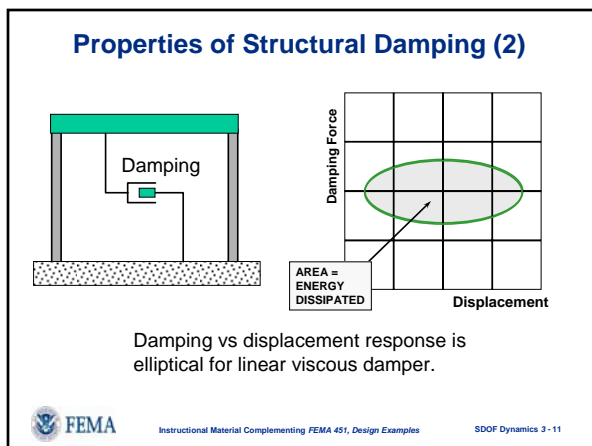 Properties of Structural Damping (2)
Damping
Damping Force
AREA =
ENERGY
DISSIPATED
Displacement
Damping vs displacement response is
elliptical for linear viscous damper.
FEMA
Instructional Material Complementing FEMA 451, Design Examples
SDOF Dynamics 3 - 11